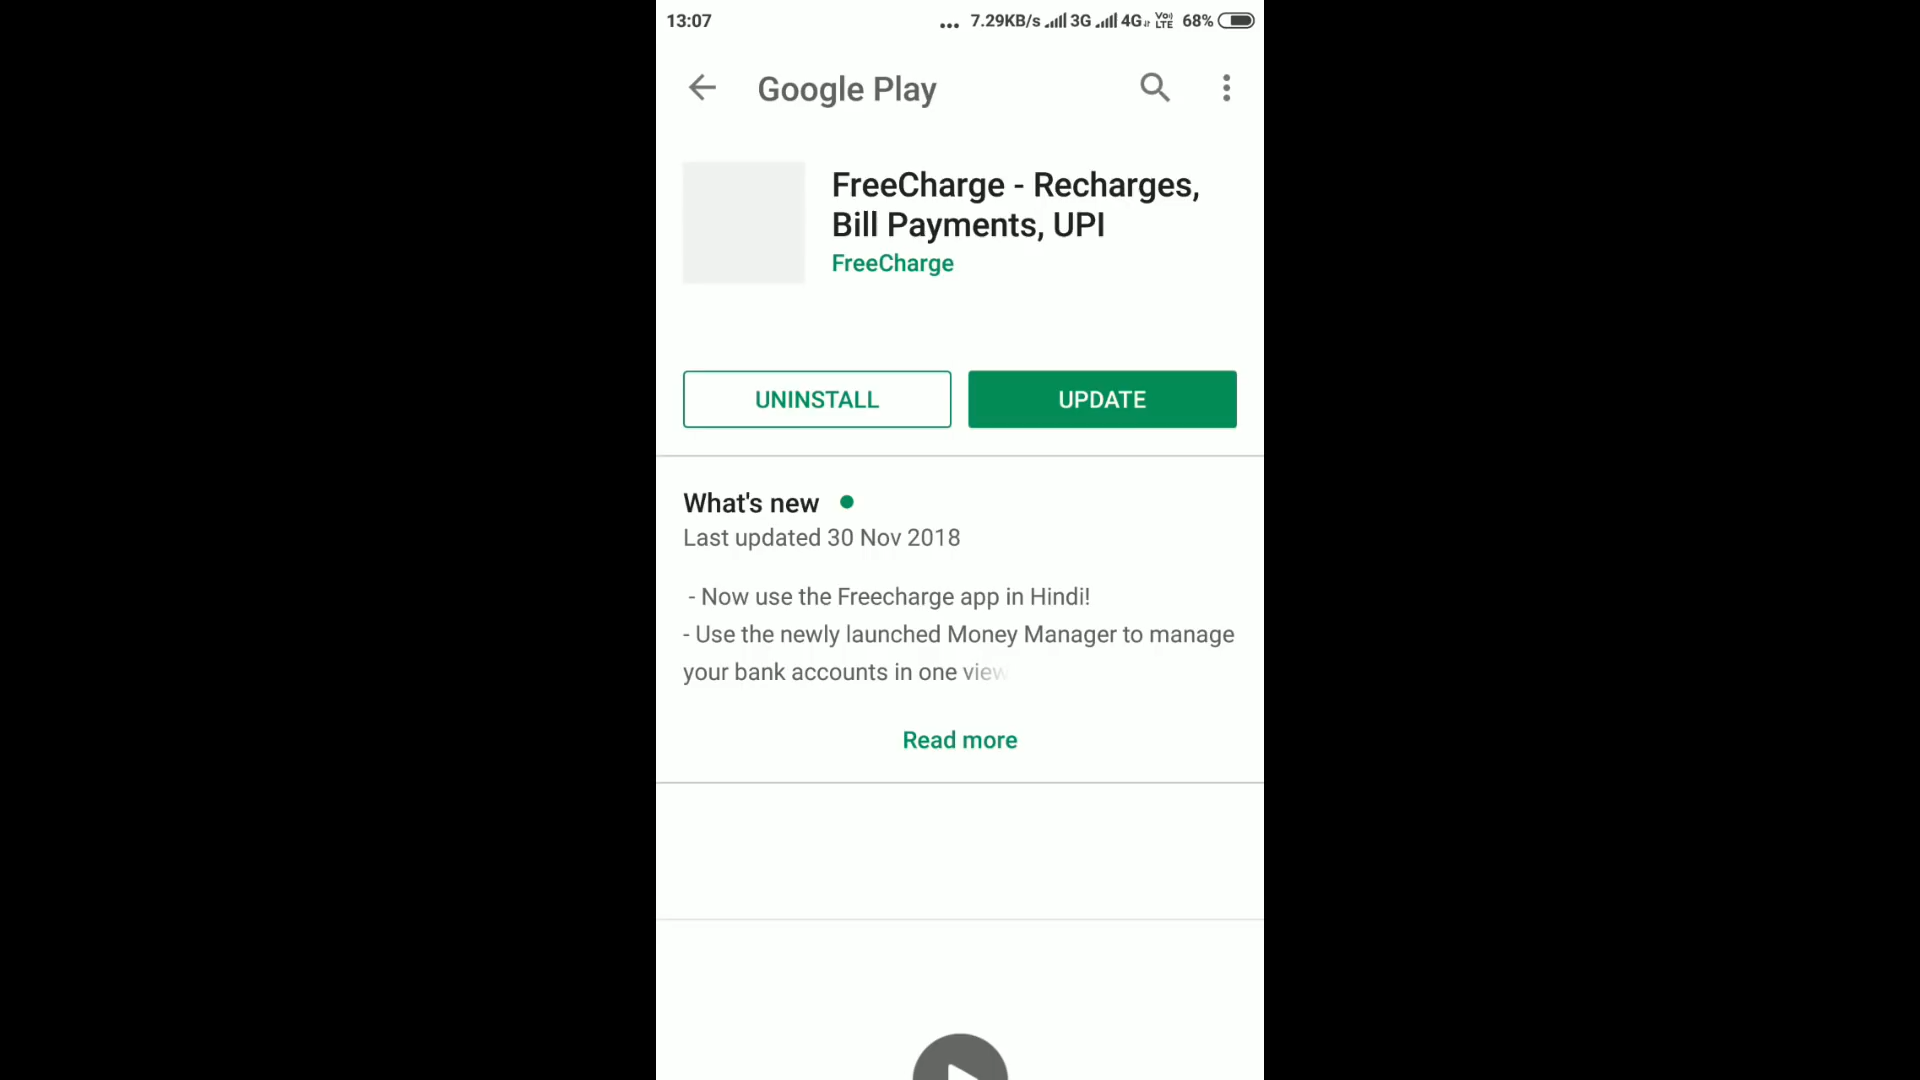 13:07 ... 7.29KB/s 3G 4G VoLTE 68%
Google Play
FreeCharge - Recharges,
Bill Payments, UPI
FreeCharge
UNINSTALL UPDATE
What's new
Last updated 30 Nov 2018
- Now use the Freecharge app in Hindi!
- Use the newly launched Money Manager to manage
your bank accounts in one view
Read more